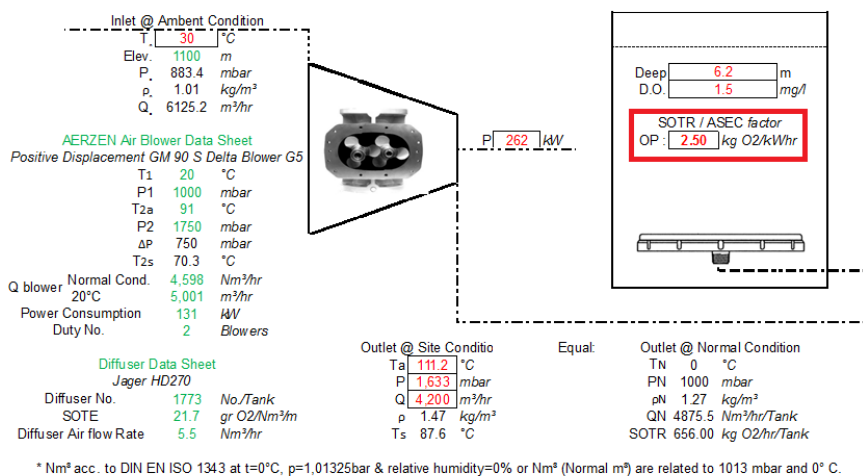 Inlet @ Ambent Condition
T. 30 °C
Elev. 1100 m
P. 883.4 mbar
ρ. 1.01 kg/m³
Q. 6125.2 m³/hr
AERZEN Air Blower Data Sheet
Positive Displacement GM 90 S Delta Blower G5
T1 20 °C
P1 1000 mbar
T2a 91 °C
P2 1750 mbar
ΔP 750 mbar
T2s 70.3 °C
Q blower Normal Cond. 4,598 Nm³/hr
20°C 5,001 m³/hr
Power Consumption 131 kW
Duty No. 2 Blowers
P 262 kW
Deep 6.2 m
D.O. 1.5 mg/l
SOTR / ASEC factor
OP : 2.50 kg O2/kWhr
Diffuser Data Sheet
Jager HD270
Diffuser No. 1773 No./Tank
SOTE 21.7 gr O2/Nm³/m
Diffuser Air flow Rate 5.5 Nm³/hr
Outlet @ Site Conditio
Ta 111.2 °C
P 1,633 mbar
Q 4,200 m³/hr
ρ 1.47 kg/m³
Ts 87.6 °C
Equal:
Outlet @ Normal Condition
TN 0 °C
PN 1000 mbar
ρN 1.27 kg/m³
QN 4875.5 Nm³/hr/Tank
SOTR 656.00 kg O2/hr/Tank
* Nm³ acc. to DIN EN ISO 1343 at t=0°C, p=1,01325bar & relative humidity=0% or Nm³ (Normal m³) are related to 1013 mbar and 0° C.